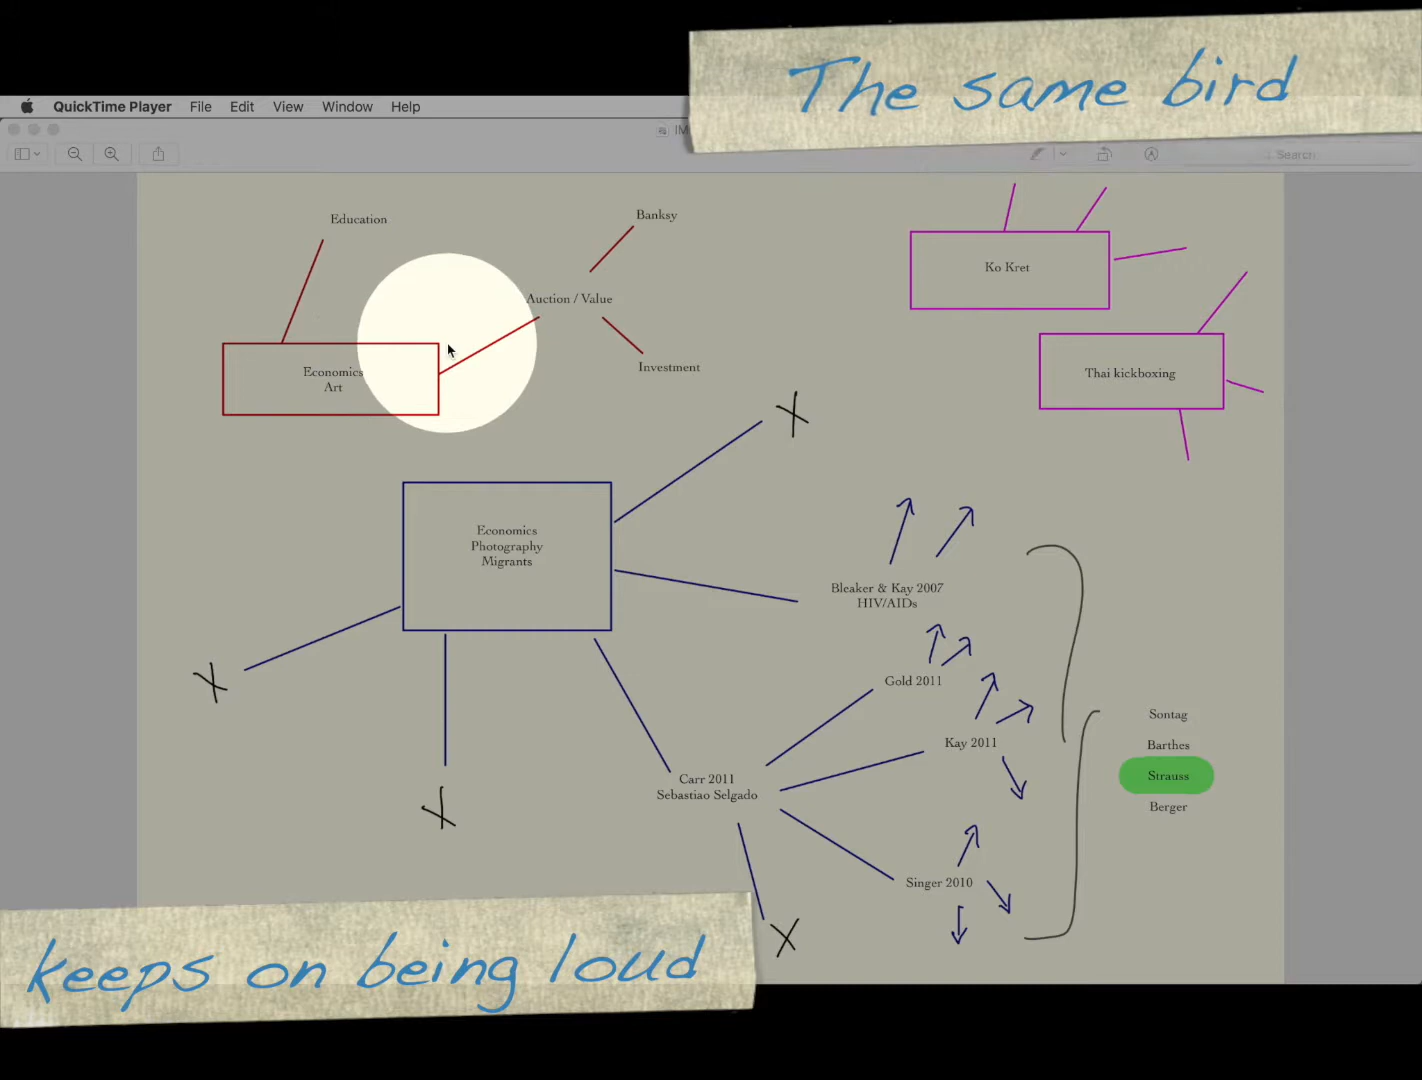 The same bird
QuickTime Player File Edit View Window Help
IM
Search
Education
Banksy
Auction / Value
Investment
Economics
Art
Ko Kret
Thai kickboxing
X
Economics
Photography
Migrants
Bleaker & Kay 2007
HIV/AIDs
Gold 2011
Kay 2011
X
Carr 2011
Sebastiao Selgado
X
Singer 2010
X
Sontag
Barthes
Strauss
Berger
keeps on being loud